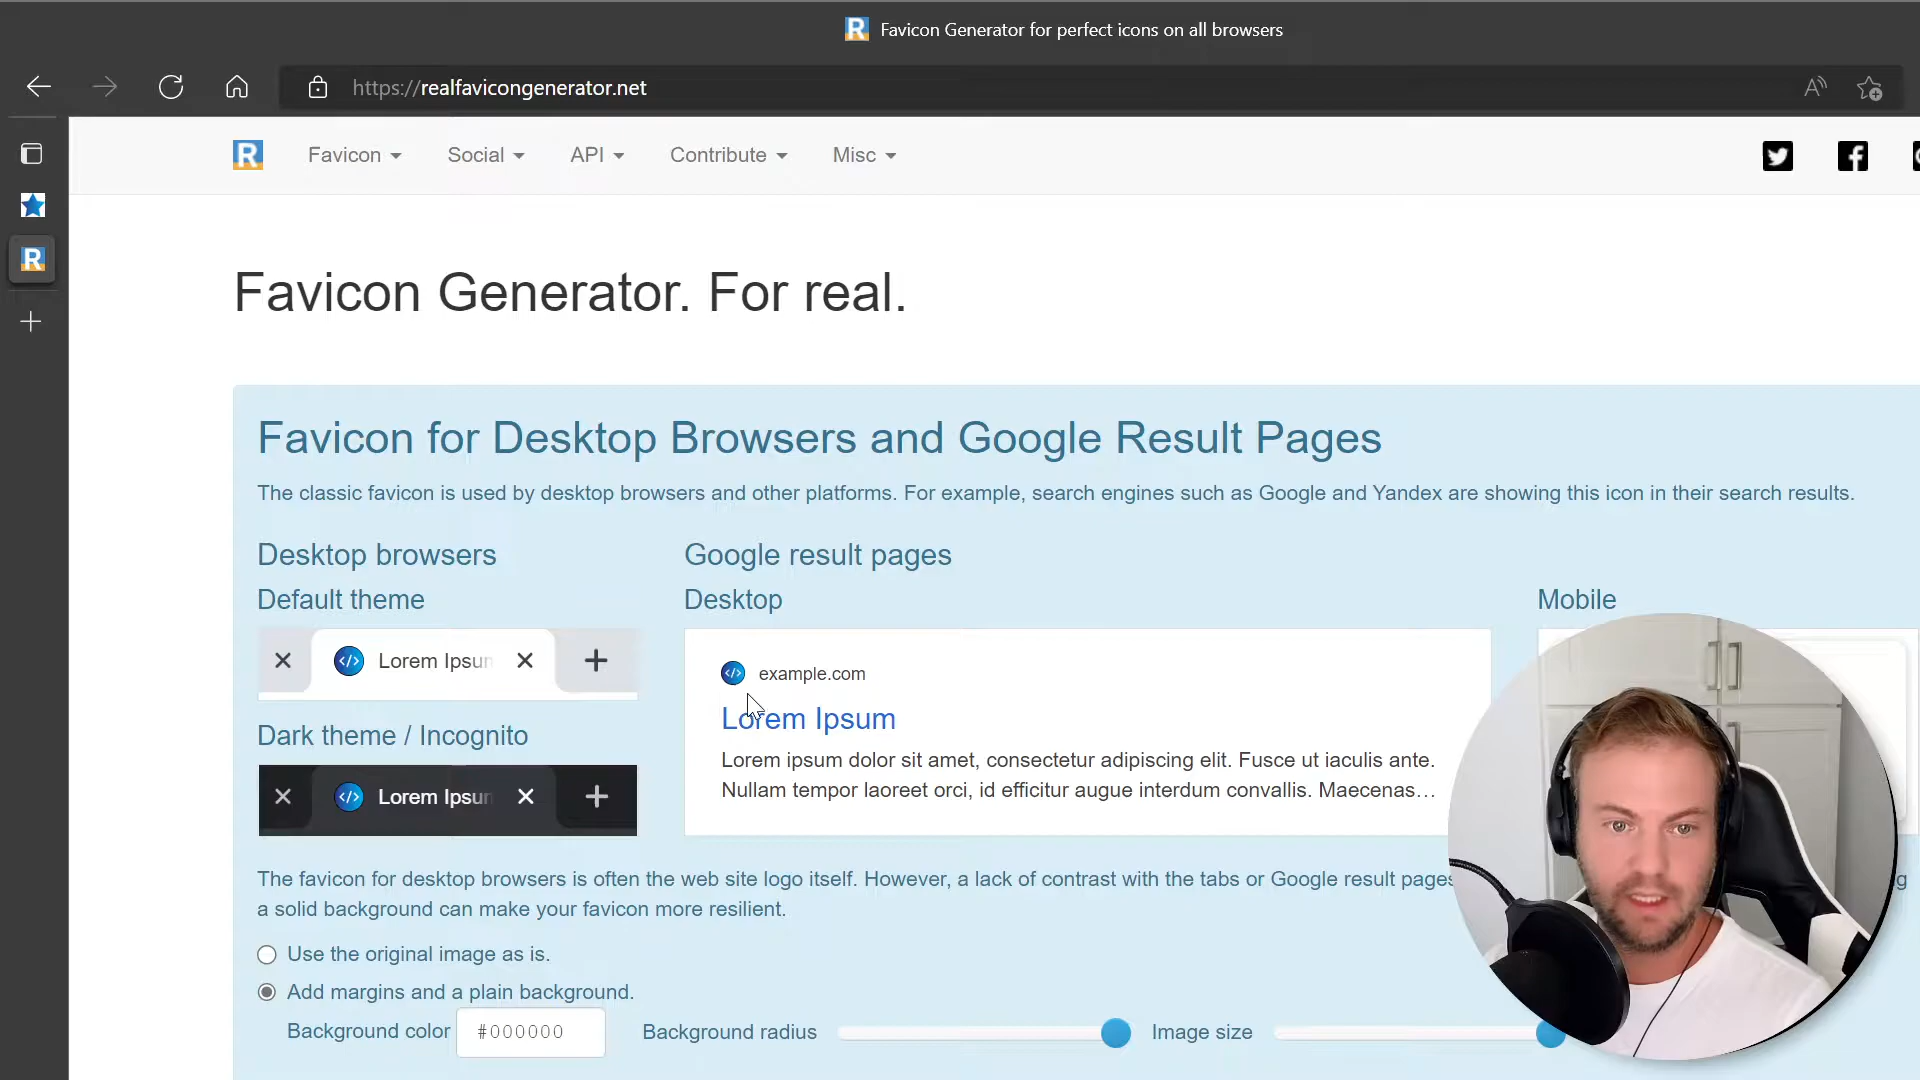 Favicon Generator for perfect icons on all browsers
https://realfavicongenerator.net
R Favicon Social API Contribute Misc
R
Favicon Generator. For real.
Favicon for Desktop Browsers and Google Result Pages
The classic favicon is used by desktop browsers and other platforms. For example, search engines such as Google and Yandex are showing this icon in their search results.
Desktop browsers
Default theme
Lorem Ipsum
Dark theme / Incognito
Lorem Ipsum
Google result pages
Desktop
example.com
Lorem Ipsum
Lorem ipsum dolor sit amet, consectetur adipiscing elit. Fusce ut iaculis ante.
Nullam tempor laoreet orci, id efficitur augue interdum convallis. Maecenas…
Mobile
The favicon for desktop browsers is often the web site logo itself. However, a lack of contrast with the tabs or Google result pages
a solid background can make your favicon more resilient.
Use the original image as is.
Add margins and a plain background.
Background color #000000 Background radius Image size